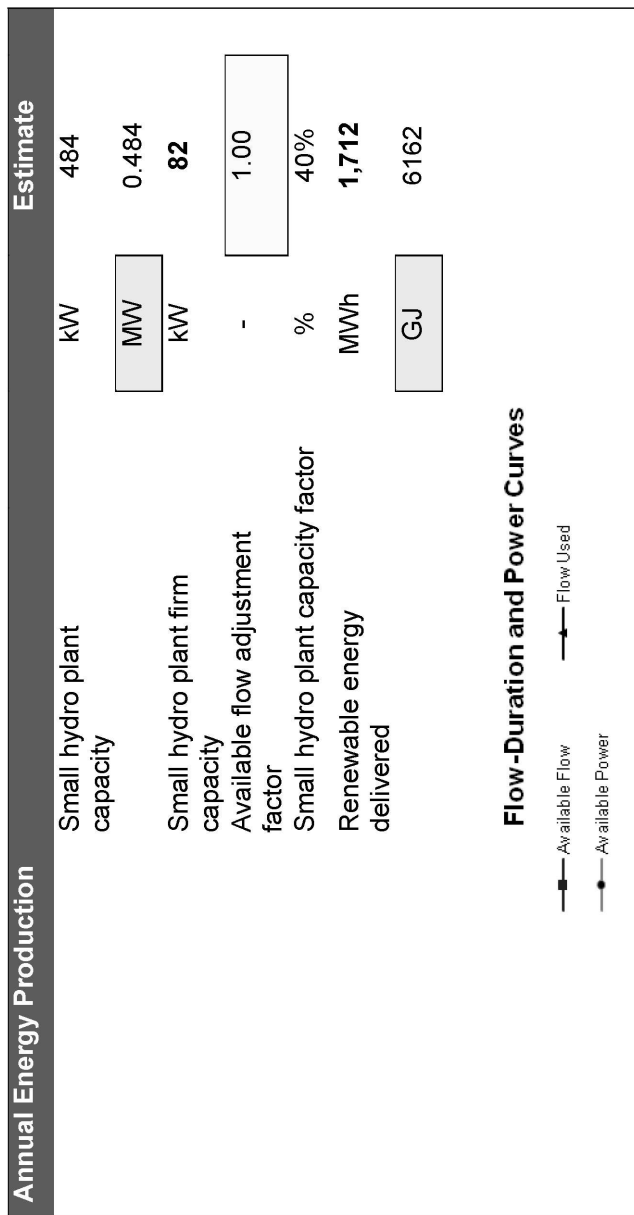 Annual Energy Production Estimate
Small hydro plant kW 484
capacity
MW 0.484
Small hydro plant firm kW 82
capacity
Available flow adjustment - 1.00
factor
Small hydro plant capacity factor % 40%
Renewable energy MWh 1,712
delivered
GJ 6162
Flow-Duration and Power Curves
Available Flow Flow Used
Available Power